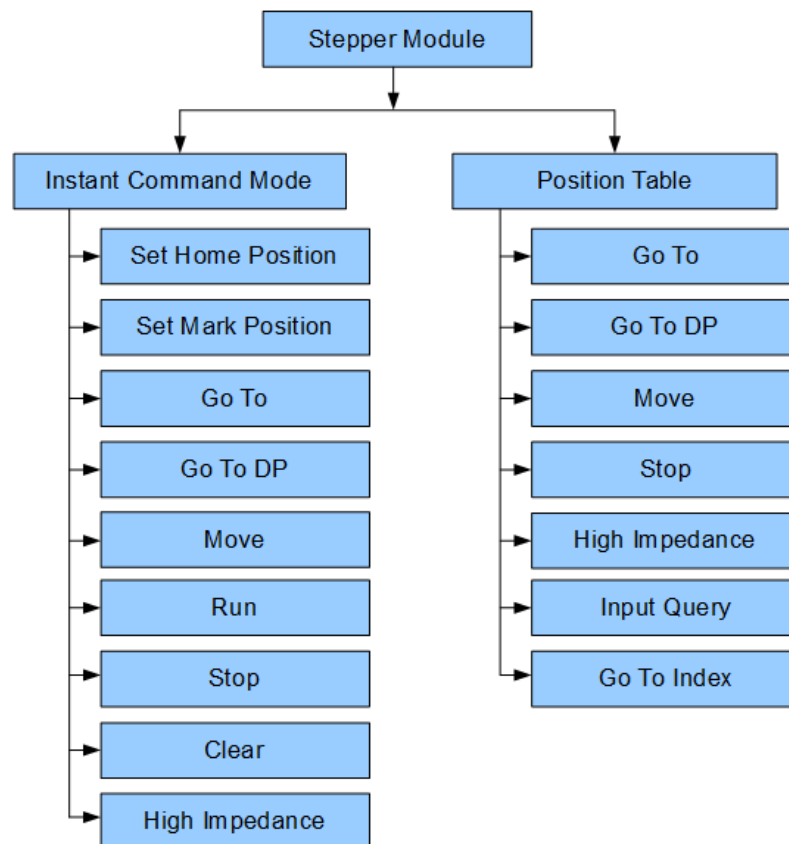 Stepper Module
Instant Command Mode
Set Home Position
Set Mark Position
Go To
Go To DP
Move
Run
Stop
Clear
High Impedance
Position Table
Go To
Go To DP
Move
Stop
High Impedance
Input Query
Go To Index